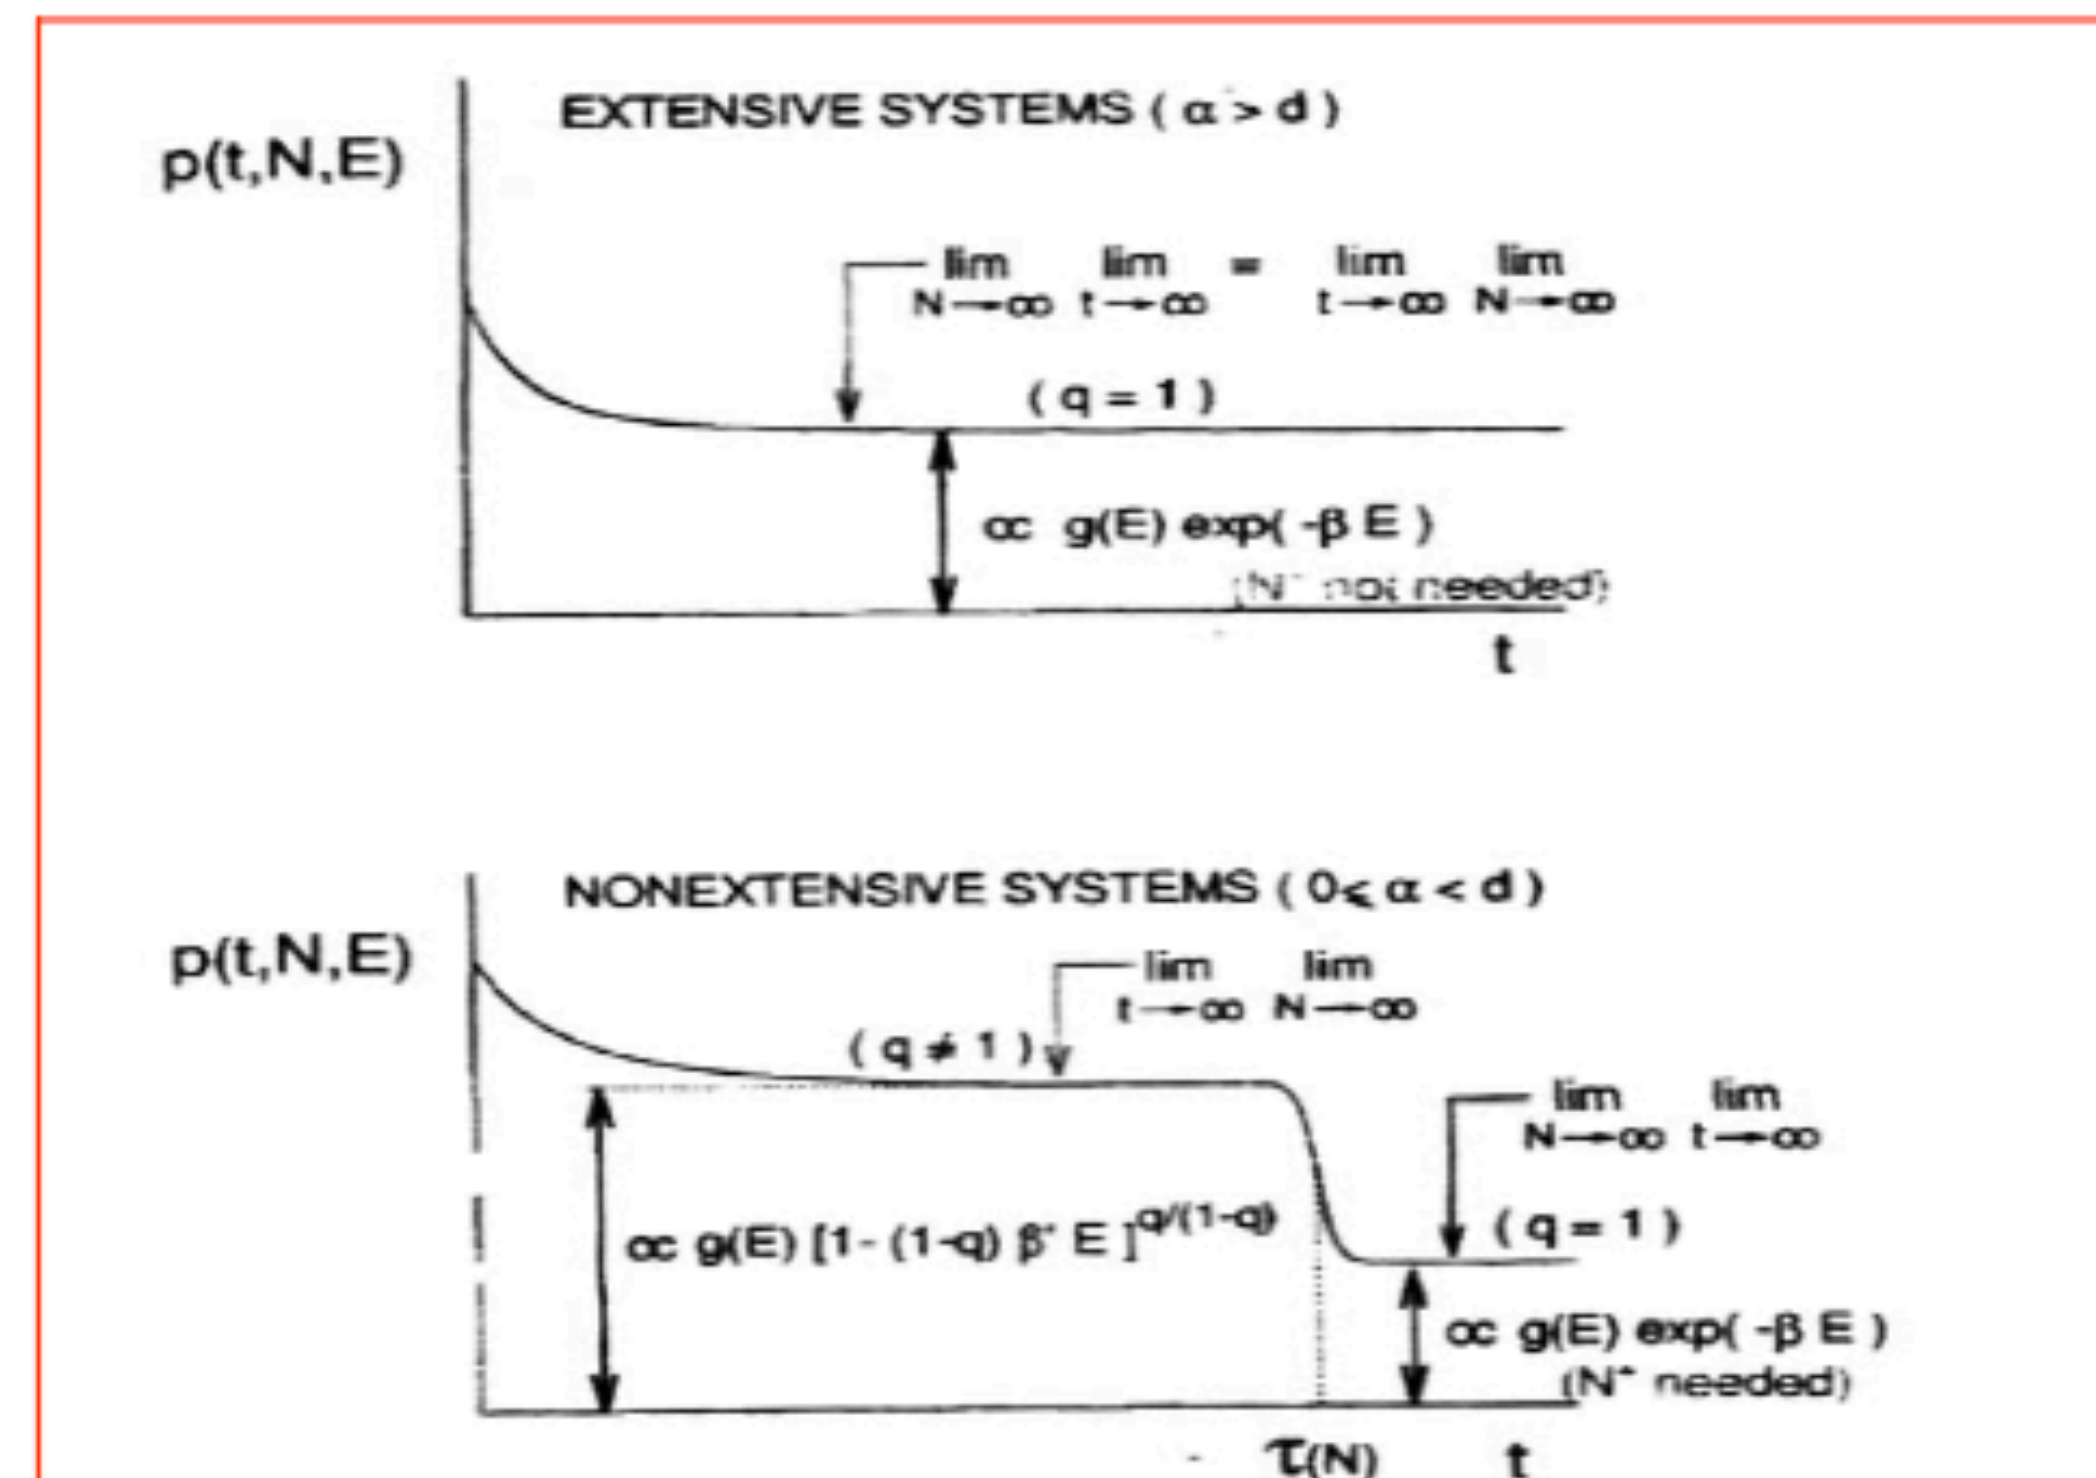 EXTENSIVE SYSTEMS ( α > d )
p(t,N,E)
lim lim = lim lim
N→∞ t→∞ t→∞ N→∞
( q = 1 )
∝ g(E) exp( -β E )
(N* not needed)
t
NONEXTENSIVE SYSTEMS ( 0⩽ α < d )
p(t,N,E)
lim lim
t→∞ N→∞
( q ≠ 1 )
lim lim
N→∞ t→∞
( q = 1 )
∝ g(E) [1- (1-q) β* E ]^q/(1-q)
∝ g(E) exp( -β E )
(N* needed)
τ(N) t